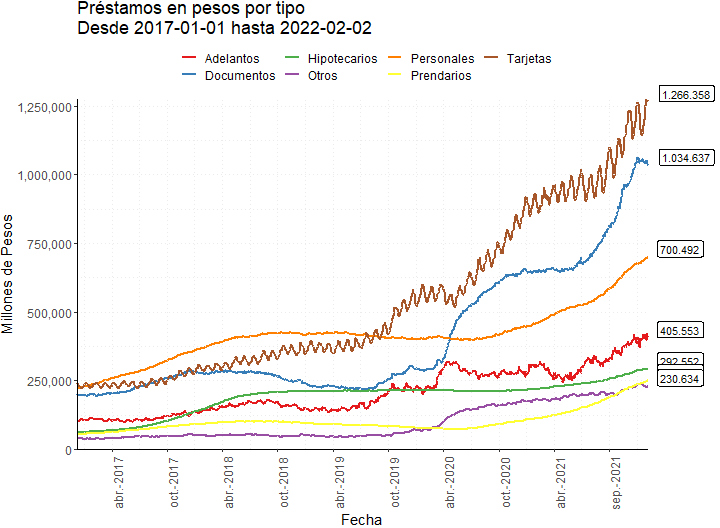 Préstamos en pesos por tipo
Desde 2017-01-01 hasta 2022-02-02
Adelantos Hipotecarios Personales Tarjetas
Documentos Otros Prendarios
1,250,000
1,000,000
750,000
500,000
250,000
0
Millones de Pesos
1.266.358
1.034.637
700.492
405.553
292.552
230.634
abr.-2017
oct.-2017
abr.-2018
oct.-2018
abr.-2019
oct.-2019
abr.-2020
oct.-2020
abr.-2021
sep.-2021
Fecha